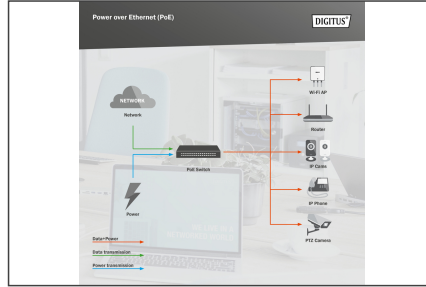 Power over Ethernet (PoE)
DIGITUS®
NETWORK
Network
Wi-Fi AP
Router
PoE Switch
IP Cams
Power
IP Phone
PTZ Camera
Data+Power
Data transmission
Power transmission